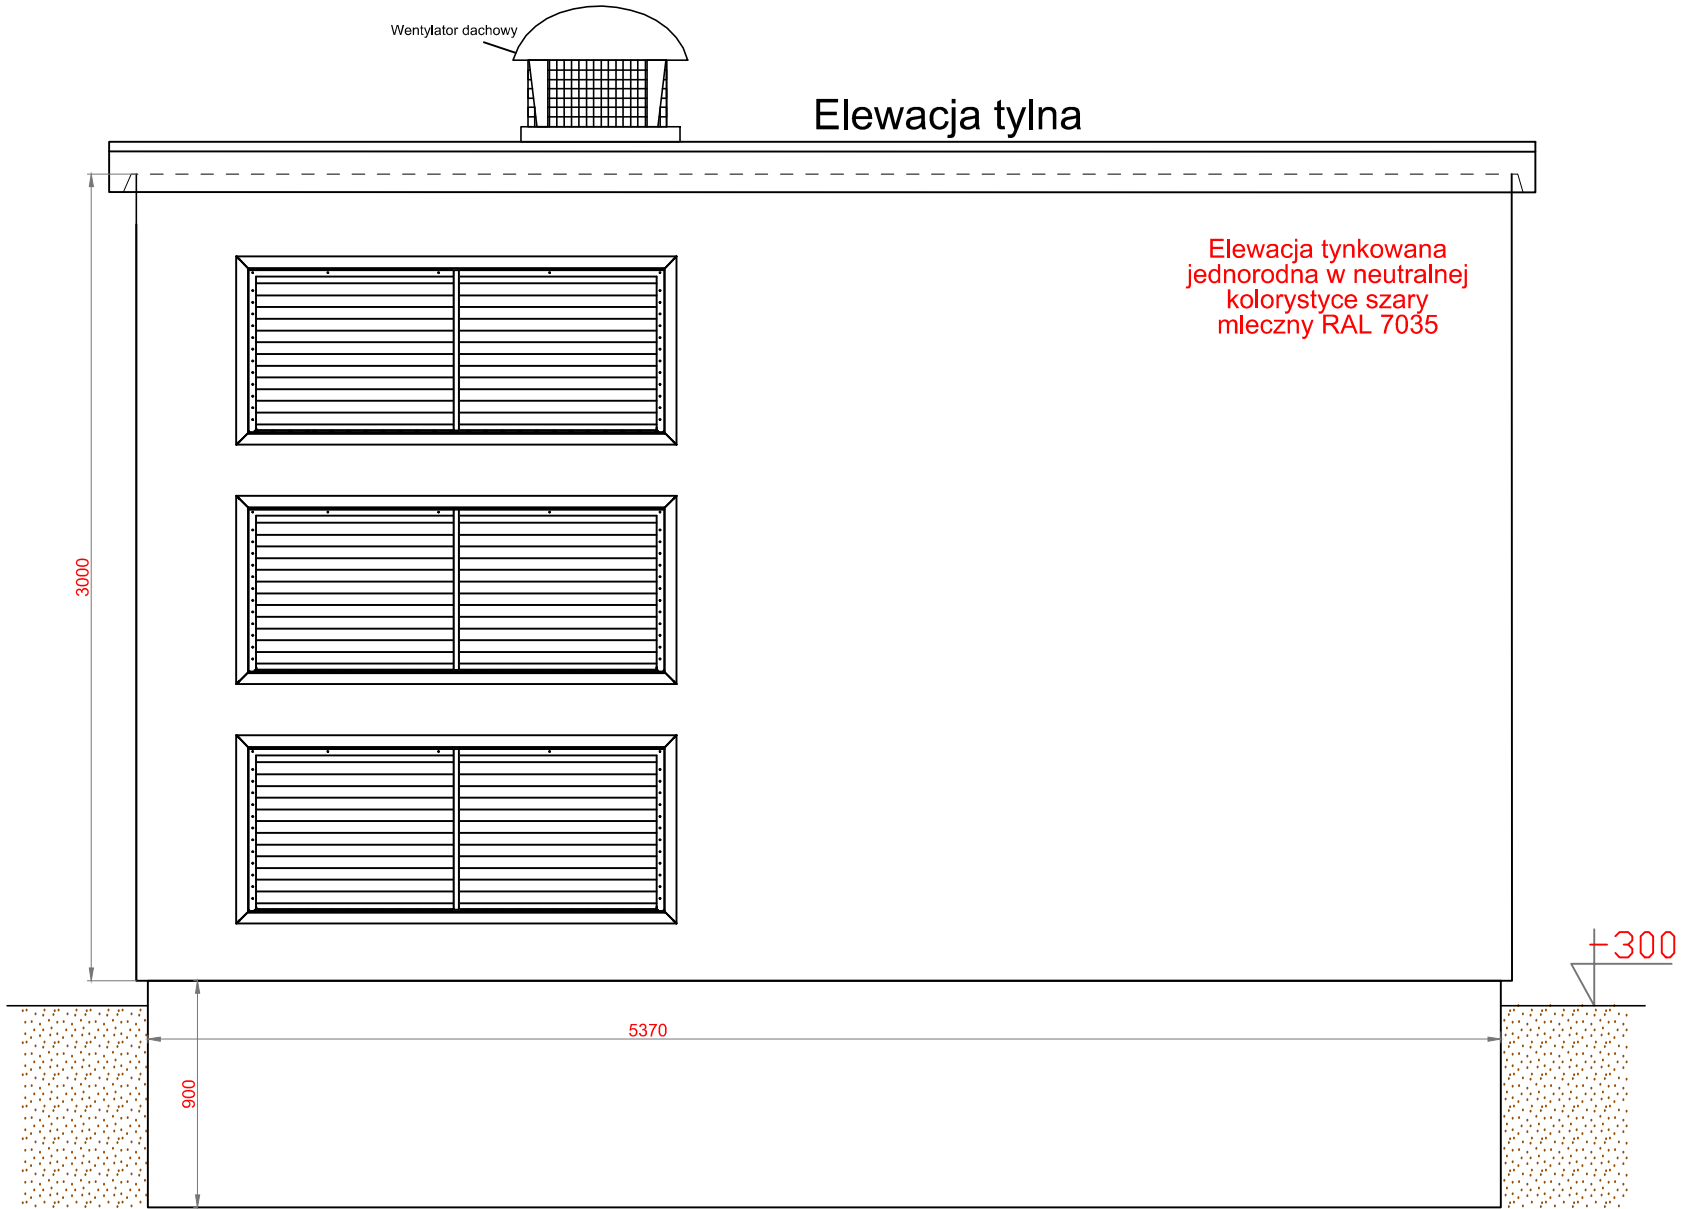 Wentylator dachowy
Elewacja tylna
Elewacja tynkowana
jednorodna w neutralnej
kolorystyce szary
mleczny RAL 7035
3000
-300
5370
900